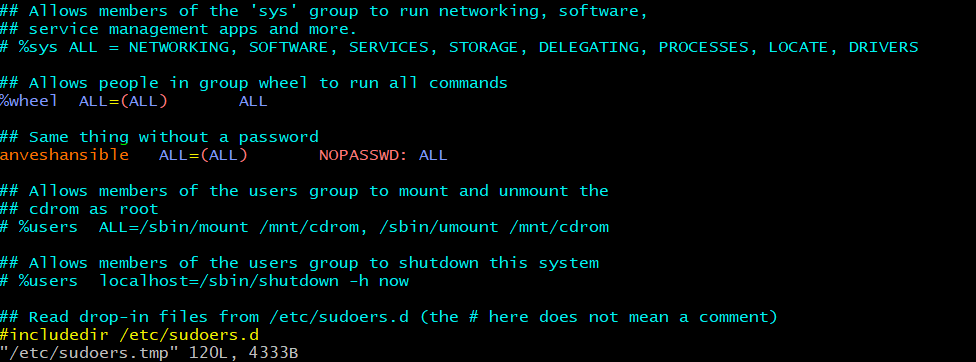 ## Allows members of the 'sys' group to run networking, software,
## service management apps and more.
# %sys ALL = NETWORKING, SOFTWARE, SERVICES, STORAGE, DELEGATING, PROCESSES, LOCATE, DRIVERS
## Allows people in group wheel to run all commands
%wheel  ALL=(ALL)       ALL
## Same thing without a password
anveshansible   ALL=(ALL)       NOPASSWD: ALL
## Allows members of the users group to mount and unmount the
## cdrom as root
# %users  ALL=/sbin/mount /mnt/cdrom, /sbin/umount /mnt/cdrom
## Allows members of the users group to shutdown this system
# %users  localhost=/sbin/shutdown -h now
## Read drop-in files from /etc/sudoers.d (the # here does not mean a comment)
#includedir /etc/sudoers.d
"/etc/sudoers.tmp" 120L, 4333B